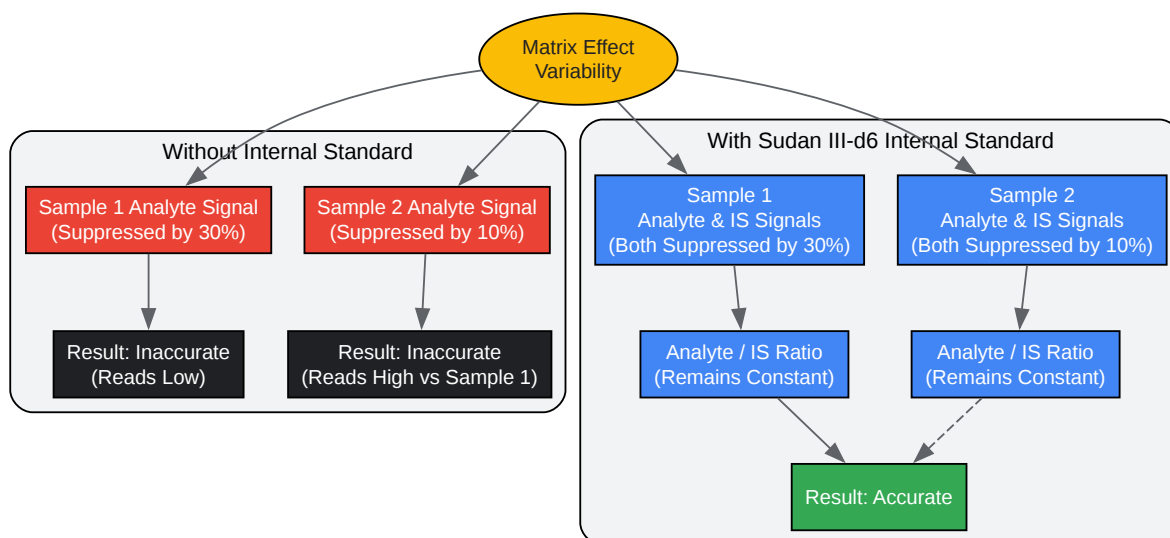 Matrix Effect
Variability
Without Internal Standard
With Sudan III-d6 Internal Standard
Sample 1 Analyte Signal
(Suppressed by 30%)
Sample 2 Analyte Signal
(Suppressed by 10%)
Sample 1
Analyte & IS Signals
(Both Suppressed by 30%)
Sample 2
Analyte & IS Signals
(Both Suppressed by 10%)
Result: Inaccurate
(Reads Low)
Result: Inaccurate
(Reads High vs Sample 1)
Analyte / IS Ratio
(Remains Constant)
Analyte / IS Ratio
(Remains Constant)
Result: Accurate